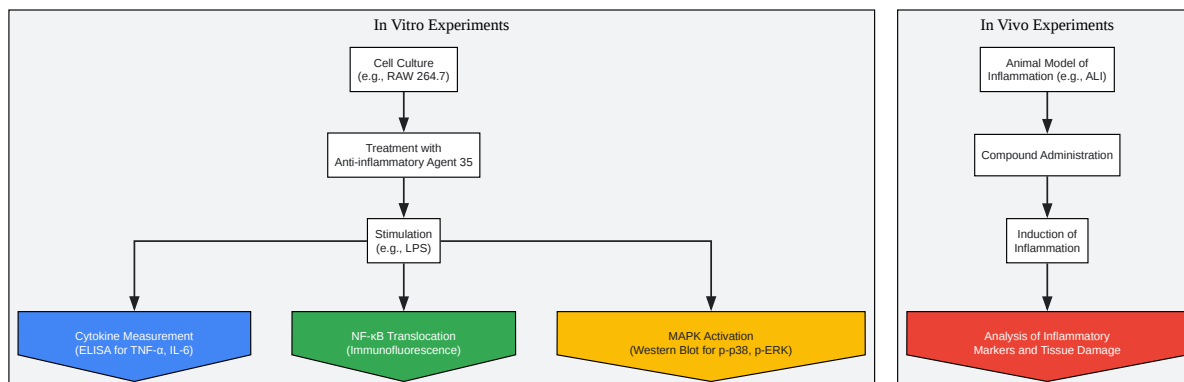 In Vitro Experiments
Cell Culture
(e.g., RAW 264.7)
Treatment with
Anti-inflammatory Agent 35
Stimulation
(e.g., LPS)
Cytokine Measurement
(ELISA for TNF-α, IL-6)
NF-κB Translocation
(Immunofluorescence)
MAPK Activation
(Western Blot for p-p38, p-ERK)
In Vivo Experiments
Animal Model of
Inflammation (e.g., ALI)
Compound Administration
Induction of
Inflammation
Analysis of Inflammatory
Markers and Tissue Damage